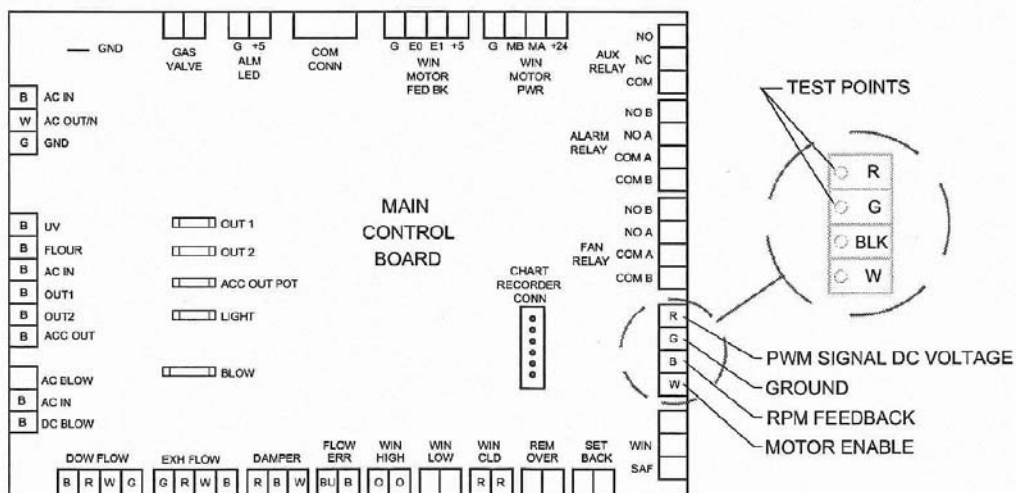 GND
GAS
VALVE
G +5
ALM
LED
COM
CONN
G E0 E1 +5
WIN
MOTOR
FED BK
G MB MA +24
WIN
MOTOR
PWR
NO
AUX
RELAY
NC
COM
B AC IN
W AC OUT/N
G GND
NO B
ALARM
RELAY
NO A
COM A
COM B
TEST POINTS
R
G
BLK
W
B UV
B FLOUR
B AC IN
B OUT1
B OUT2
B ACC OUT
OUT 1
OUT 2
ACC OUT POT
LIGHT
BLOW
MAIN
CONTROL
BOARD
NO B
NO A
FAN
RELAY
COM A
COM B
CHART
RECORDER
CONN
R
G
B
W
PWM SIGNAL DC VOLTAGE
GROUND
RPM FEEDBACK
MOTOR ENABLE
AC BLOW
B AC IN
B DC BLOW
WIN
SAF
DOW FLOW
B R W G
EXH FLOW
G R W B
DAMPER
R B W
FLOW
ERR
BU B
WIN
HIGH
O O
WIN
LOW
WIN
CLD
R R
REM
OVER
SET
BACK